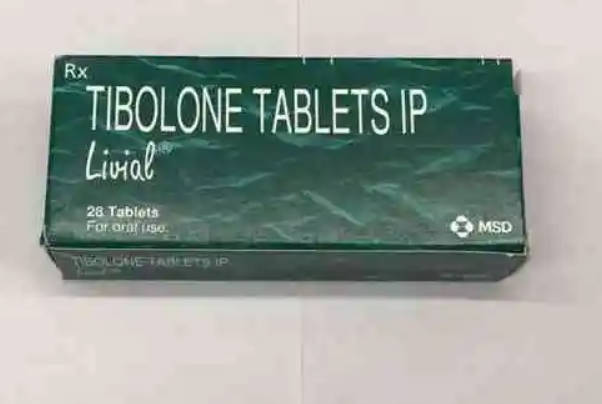 Rx
TIBOLONE TABLETS IP
Livial®
28 Tablets
For oral use.
MSD
TIBOLONE TABLETS IP
Livial